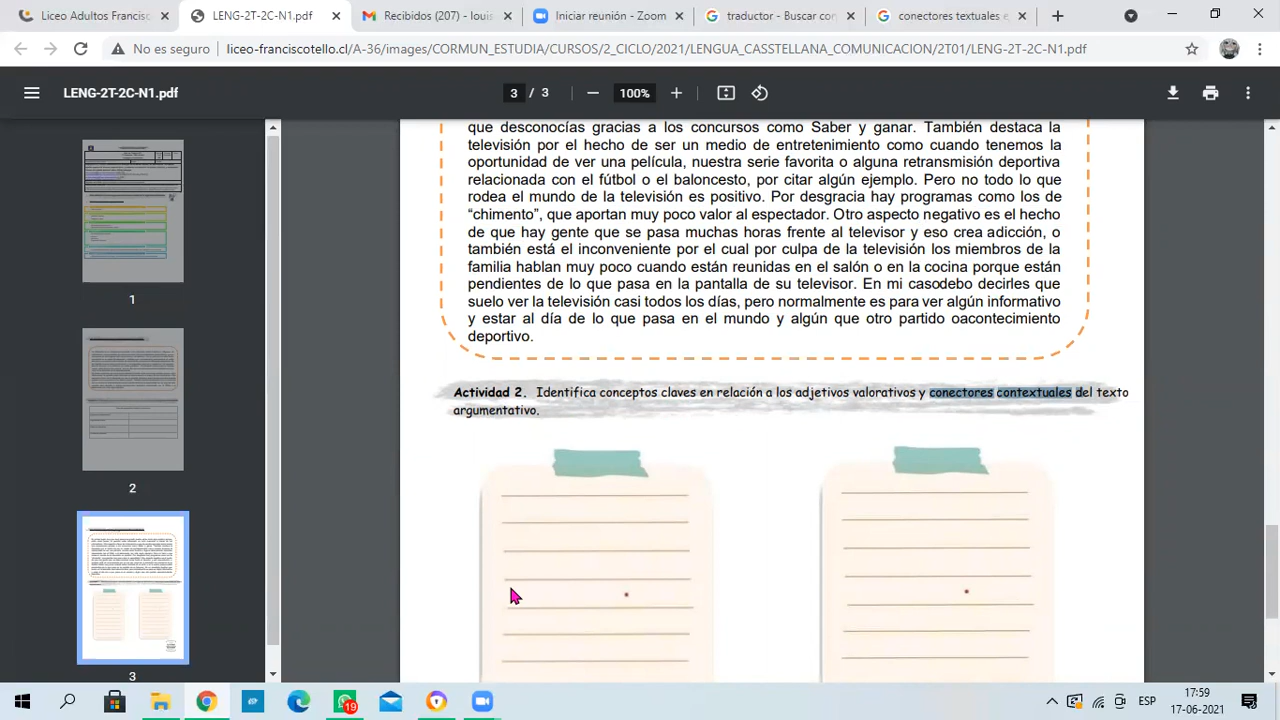 Liceo Adultos Francisc
LENG-2T-2C-N1.pdf
Recibidos (207) - louis
Iniciar reunión - Zoom
traductor - Buscar con
conectores textuales e
No es seguro
liceo-franciscotello.cl/A-36/images/CORMUN_ESTUDIA/CURSOS/2_CICLO/2021/LENGUA_CASSTELLANA_COMUNICACION/2T01/LENG-2T-2C-N1.pdf
LENG-2T-2C-N1.pdf
3 / 3
100%
que desconocías gracias a los concursos como Saber y ganar. También destaca la
televisión por el hecho de ser un medio de entretenimiento como cuando tenemos la
oportunidad de ver una película, nuestra serie favorita o alguna retransmisión deportiva
relacionada con el fútbol o el baloncesto, por citar algún ejemplo. Pero no todo lo que
rodea el mundo de la televisión es positivo. Por desgracia hay programas como los de
“chimento”, que aportan muy poco valor al espectador. Otro aspecto negativo es el hecho
de que hay gente que se pasa muchas horas frente al televisor y eso crea adicción, o
también está el inconveniente por el cual por culpa de la televisión los miembros de la
familia hablan muy poco cuando están reunidas en el salón o en la cocina porque están
pendientes de lo que pasa en la pantalla de su televisor. En mi casodebo decirles que
suelo ver la televisión casi todos los días, pero normalmente es para ver algún informativo
y estar al día de lo que pasa en el mundo y algún que otro partido oacontecimiento
deportivo.
Actividad 2. Identifica conceptos claves en relación a los adjetivos valorativos y conectores contextuales del texto
argumentativo.
1
2
3
19
ESP
17:59
17-06-2021